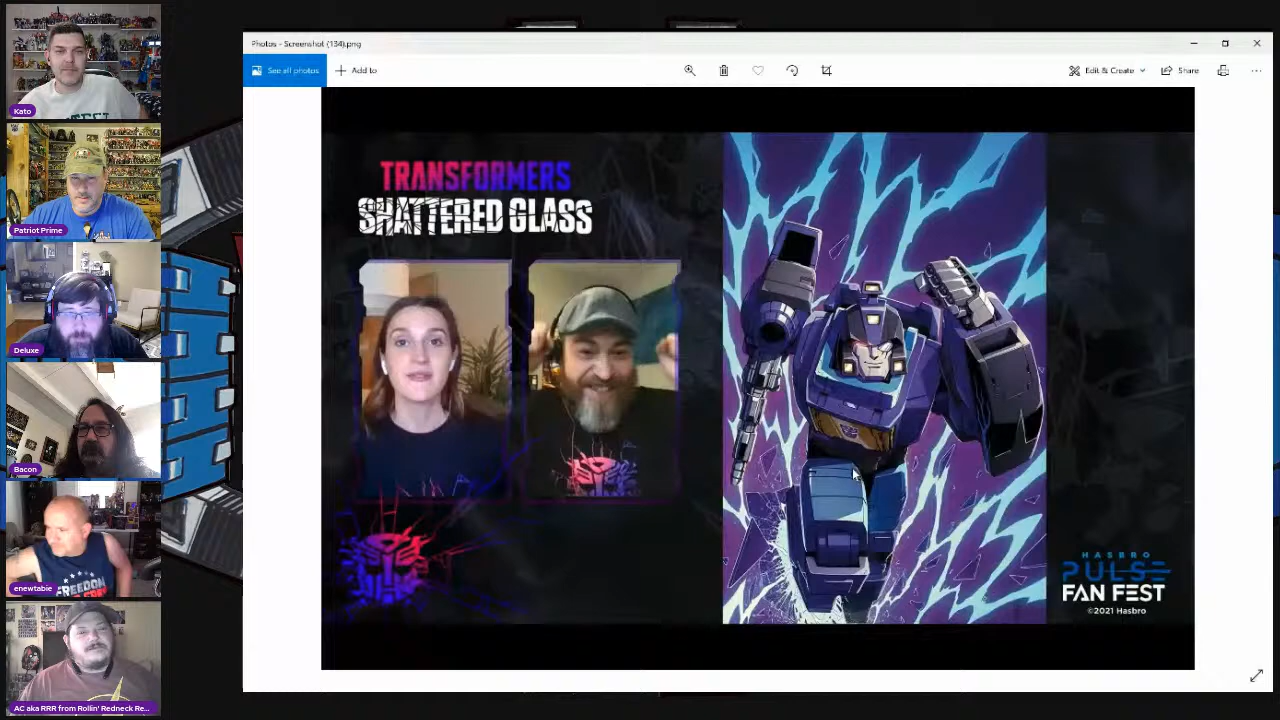 Kato
Patriot Prime
Deluxe
Bacon
enewtabie
AC aka RRR from Rollin' Redneck Re...
Photos - Screenshot (134).png
See all photos
Add to
Edit & Create
Share
TRANSFORMERS
SHATTERED GLASS
HASBRO
PULSE
FAN FEST
©2021 Hasbro
FREEDOM